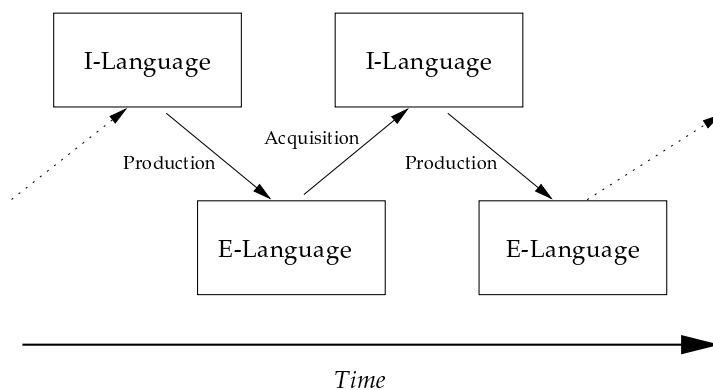 I-Language
I-Language
Acquisition
Production
Production
E-Language
E-Language
Time